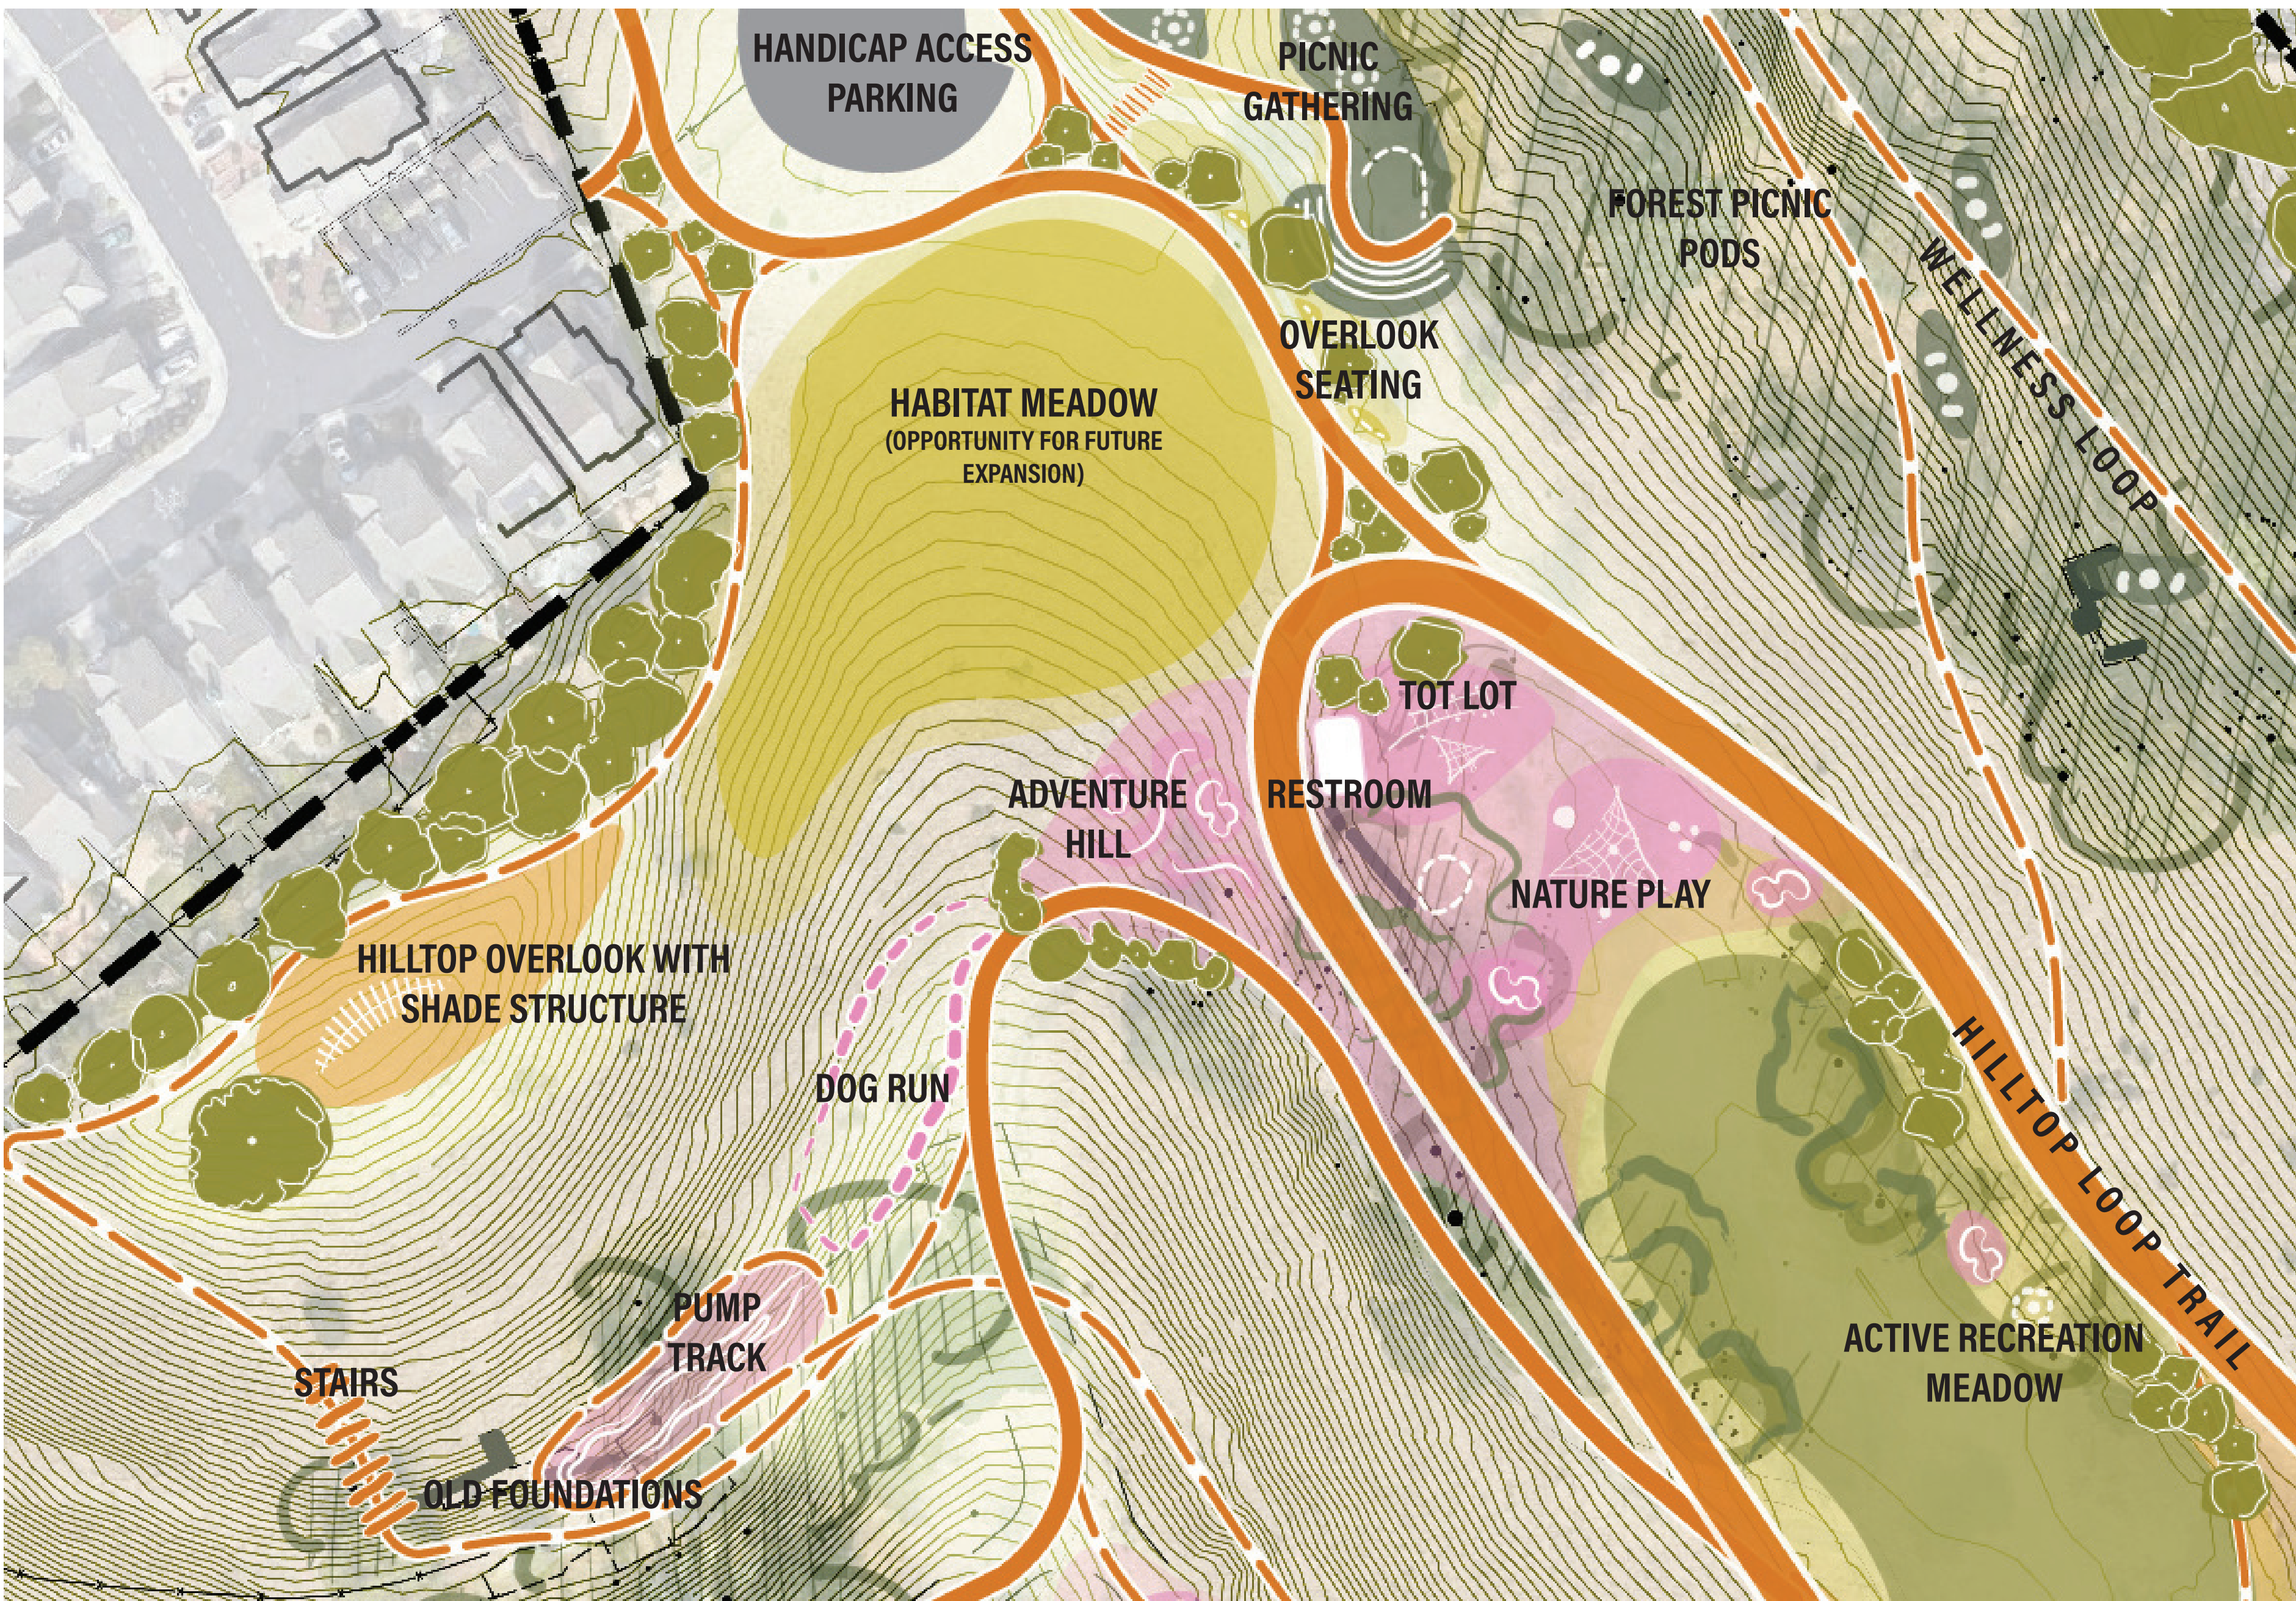 HANDICAP ACCESS
PARKING
PICNIC
GATHERING
FOREST PICNIC
PODS
WELLNESS LOOP
OVERLOOK
SEATING
HABITAT MEADOW
(OPPORTUNITY FOR FUTURE
EXPANSION)
TOT LOT
ADVENTURE
HILL
RESTROOM
NATURE PLAY
HILLTOP OVERLOOK WITH
SHADE STRUCTURE
DOG RUN
HILLTOP LOOP TRAIL
PUMP
TRACK
ACTIVE RECREATION
MEADOW
STAIRS
OLD FOUNDATIONS